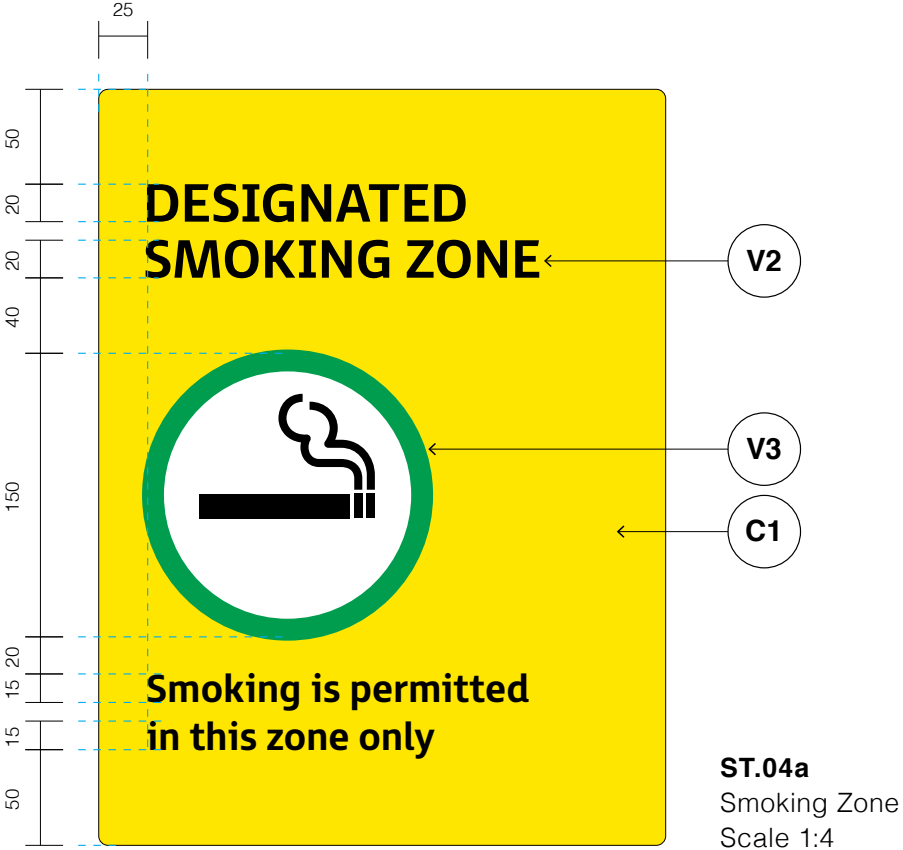 25
50
20
20
40
150
20
15
15
50
DESIGNATED
SMOKING ZONE
V2
V3
C1
Smoking is permitted
in this zone only
ST.04a
Smoking Zone
Scale 1:4